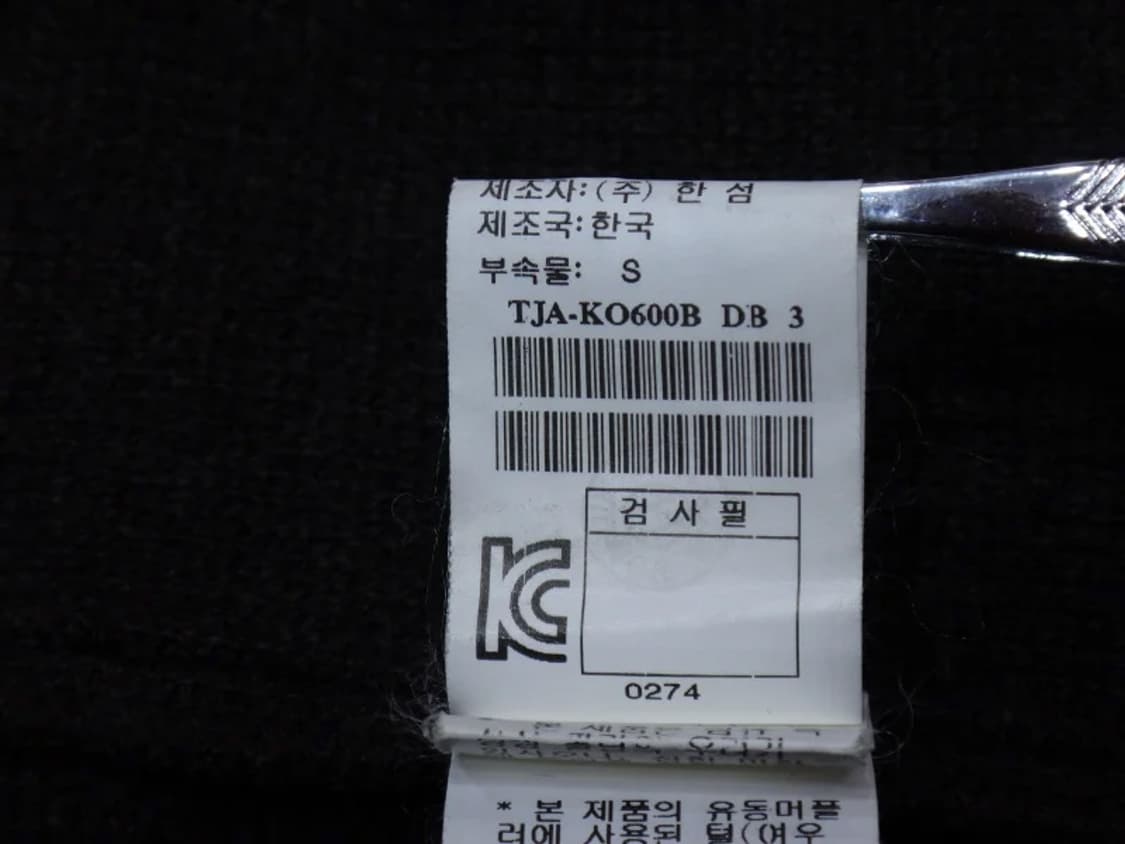 제조자:(주) 한 섬
제조국:한국
부속물: S
TJA-KO600B DB 3
검 사 필
KC
0274
* 본 제품의 유동머플
러에 사용된 털(여우